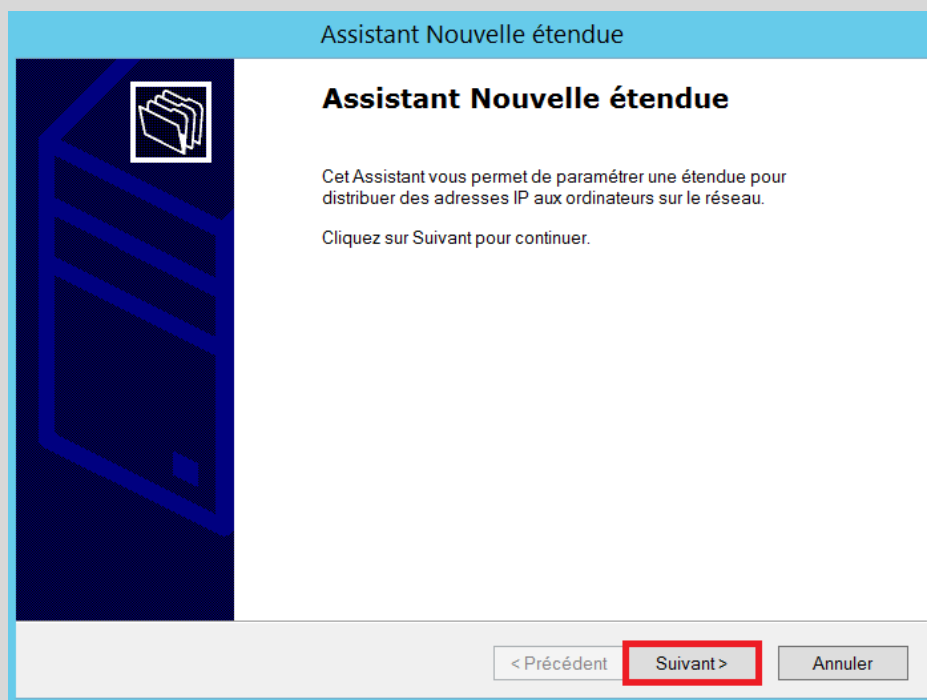 Assistant Nouvelle étendue
Assistant Nouvelle étendue
Cet Assistant vous permet de paramétrer une étendue pour
distribuer des adresses IP aux ordinateurs sur le réseau.
Cliquez sur Suivant pour continuer.
< Précédent Suivant > Annuler